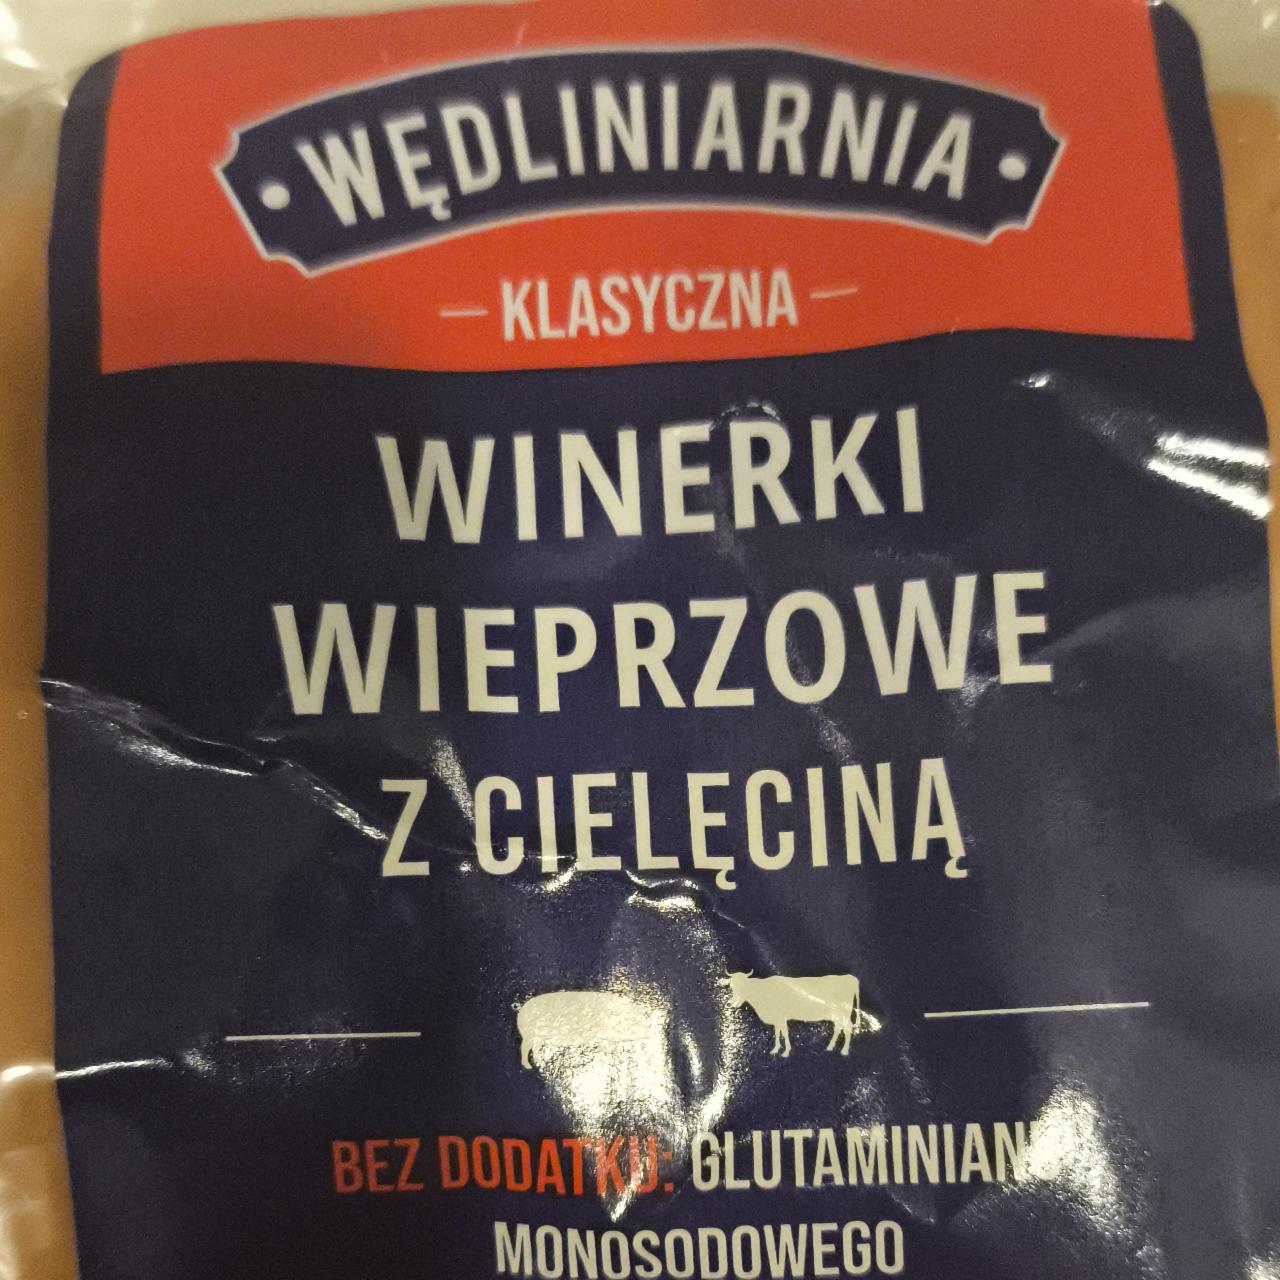 WĘDLINIARNIA
KLASYCZNA
WINERKI
WIEPRZOWE
Z CIELĘCINĄ
BEZ DODATKU: GLUTAMINIANU
MONOSODOWEGO